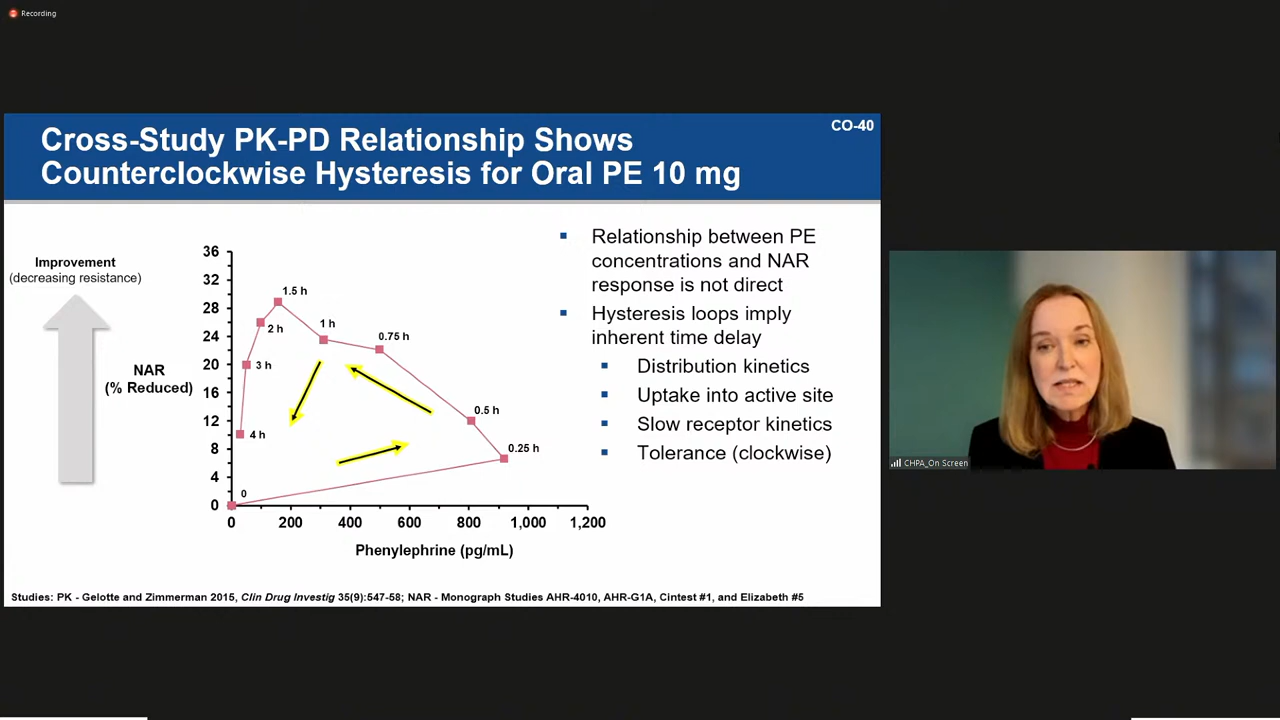 Recording
Cross-Study PK-PD Relationship Shows
Counterclockwise Hysteresis for Oral PE 10 mg
CO-40
Improvement
(decreasing resistance)
NAR
(% Reduced)
36
32
28
24
20
16
12
8
4
0
0
200
400
600
800
1,000
1,200
Phenylephrine (pg/mL)
0
0.25 h
0.5 h
0.75 h
1 h
1.5 h
2 h
3 h
4 h
Relationship between PE
concentrations and NAR
response is not direct
Hysteresis loops imply
inherent time delay
Distribution kinetics
Uptake into active site
Slow receptor kinetics
Tolerance (clockwise)
Studies: PK - Gelotte and Zimmerman 2015, Clin Drug Investig 35(9):547-58; NAR - Monograph Studies AHR-4010, AHR-G1A, Cintest #1, and Elizabeth #5
CHPA_On Screen